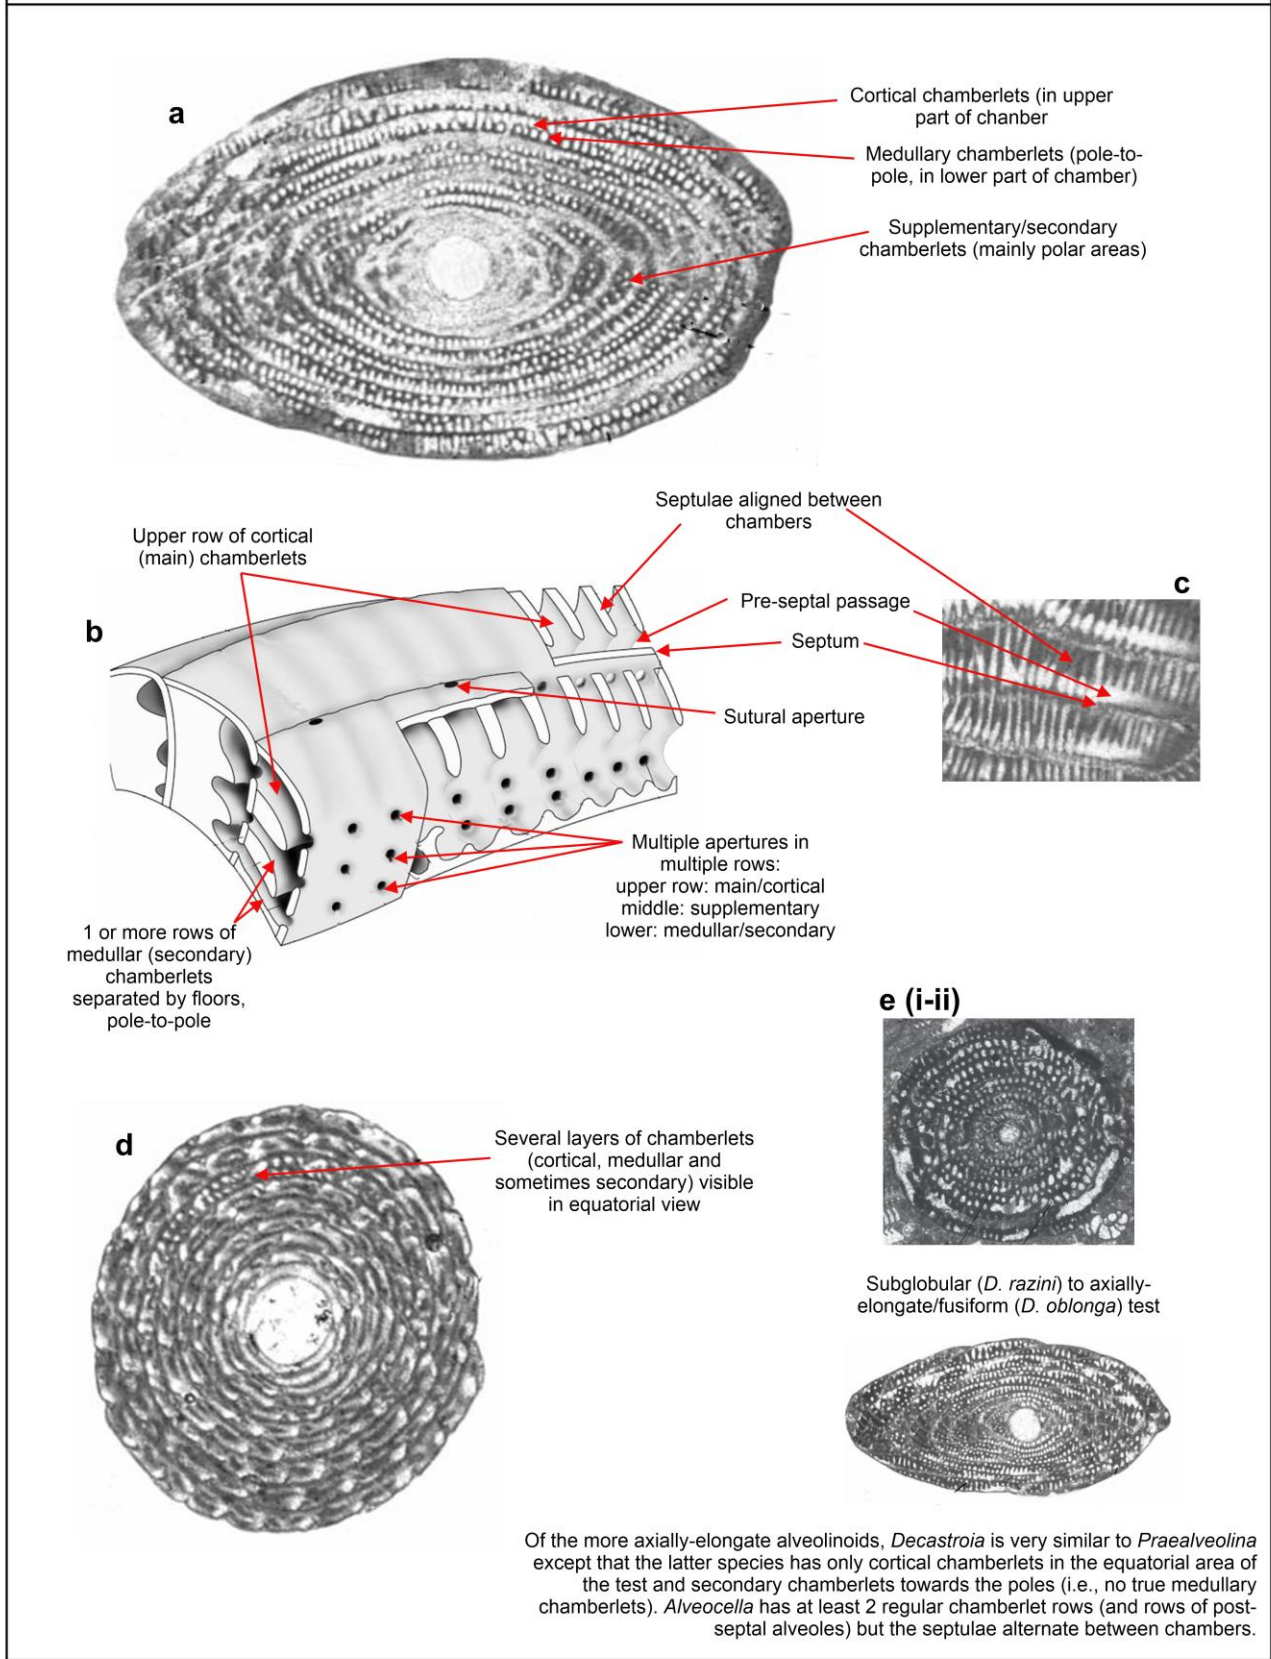 a
Cortical chamberlets (in upper
part of chanber
Medullary chamberlets (pole-to-
pole, in lower part of chamber)
Supplementary/secondary
chamberlets (mainly polar areas)
Septulae aligned between
chambers
Upper row of cortical
(main) chamberlets
c
b
Pre-septal passage
Septum
Sutural aperture
Multiple apertures in
multiple rows:
upper row: main/cortical
middle: supplementary
lower: medullar/secondary
1 or more rows of
medullar (secondary)
chamberlets
separated by floors,
pole-to-pole
e (i-ii)
d
Several layers of chamberlets
(cortical, medullar and
sometimes secondary) visible
in equatorial view
Subglobular (D. razini) to axially-
elongate/fusiform (D. oblonga) test
Of the more axially-elongate alveolinoids, Decastroia is very similar to Praealveolina
except that the latter species has only cortical chamberlets in the equatorial area of
the test and secondary chamberlets towards the poles (i.e., no true medullary
chamberlets). Alveocella has at least 2 regular chamberlet rows (and rows of post-
septal alveoles) but the septulae alternate between chambers.